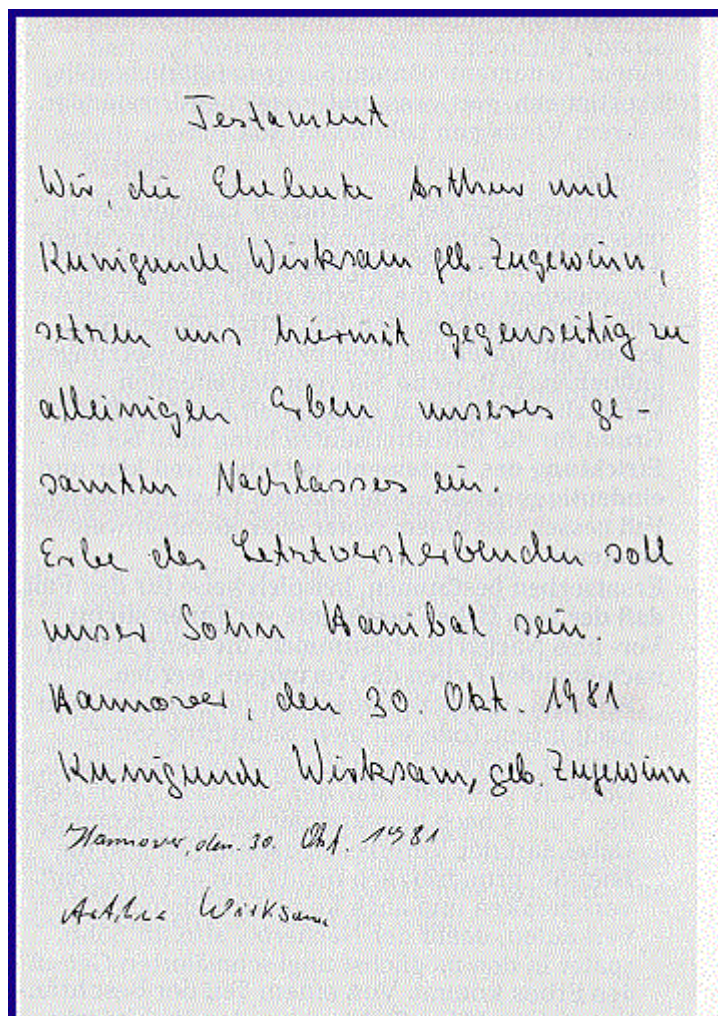 Testament
Wir, die Eheleute Arthur und
Kunigunde Wirksam geb. Zugewinn,
setzen uns hiermit gegenseitig zu
alleinigen Erben unseres ge-
samten Nachlasses ein.
Erbe des Letztversterbenden soll
unser Sohn Hanibal sein.
Hannover, den 30. Okt. 1981
Kunigunde Wirksam, geb. Zugewinn
Hannover, den. 30. Okt. 1981
Arthur Wirksam